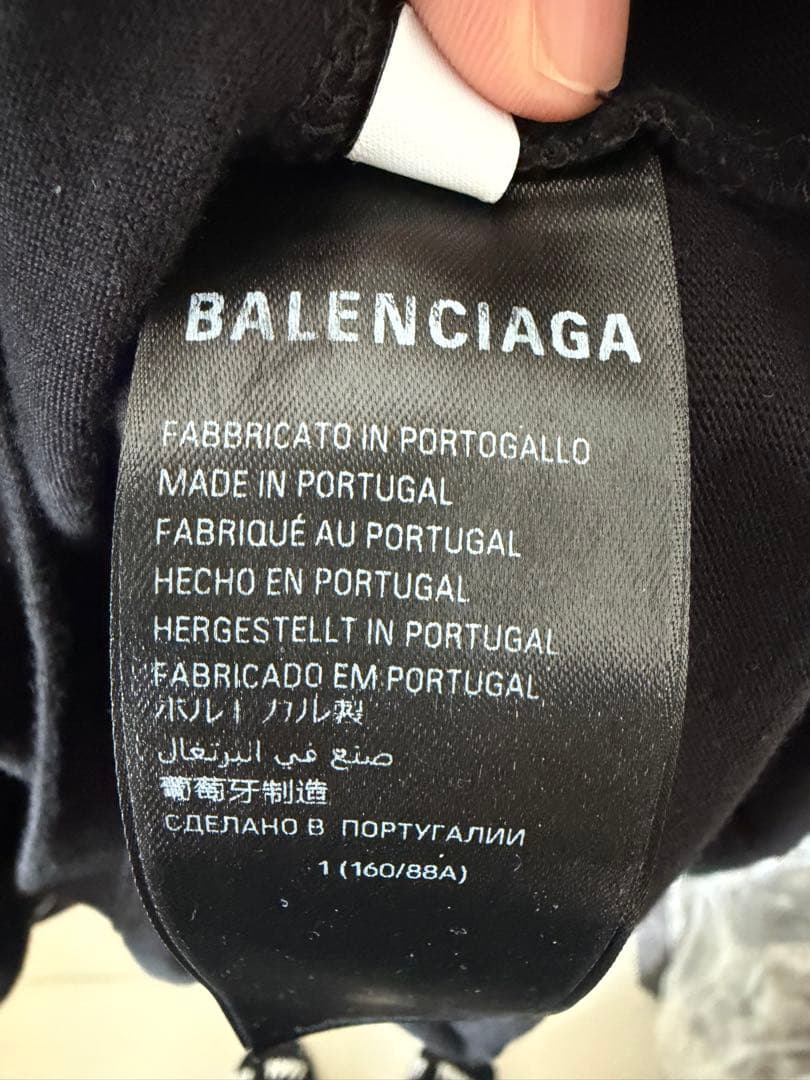 BALENCIAGA
FABBRICATO IN PORTOGALLO
MADE IN PORTUGAL
FABRIQUÉ AU PORTUGAL
HECHO EN PORTUGAL
HERGESTELLT IN PORTUGAL
FABRICADO EM PORTUGAL
ポルトガル製
صنع في البرتغال
葡萄牙制造
СДЕЛАНО В ПОРТУГАЛИИ
1 (160/88A)